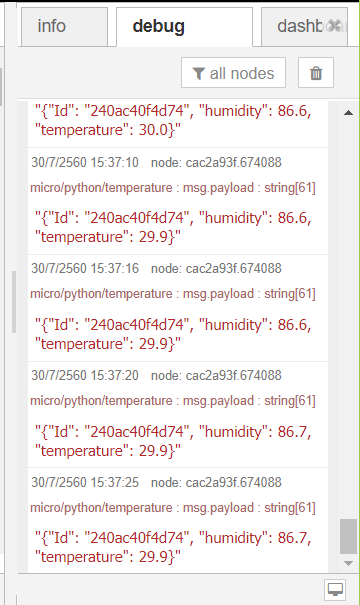 info
debug
dashb
all nodes
"{"Id": "240ac40f4d74", "humidity": 86.6,
"temperature": 30.0}"
30/7/2560 15:37:10 node: cac2a93f.674088
micro/python/temperature : msg.payload : string[61]
"{"Id": "240ac40f4d74", "humidity": 86.6,
"temperature": 29.9}"
30/7/2560 15:37:16 node: cac2a93f.674088
micro/python/temperature : msg.payload : string[61]
"{"Id": "240ac40f4d74", "humidity": 86.6,
"temperature": 29.9}"
30/7/2560 15:37:20 node: cac2a93f.674088
micro/python/temperature : msg.payload : string[61]
"{"Id": "240ac40f4d74", "humidity": 86.7,
"temperature": 29.9}"
30/7/2560 15:37:25 node: cac2a93f.674088
micro/python/temperature : msg.payload : string[61]
"{"Id": "240ac40f4d74", "humidity": 86.7,
"temperature": 29.9}"